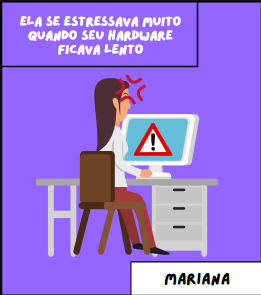 ELA SE ESTRESSAVA MUITO
QUANDO SEU HARDWARE
FICAVA LENTO
!
MARIANA